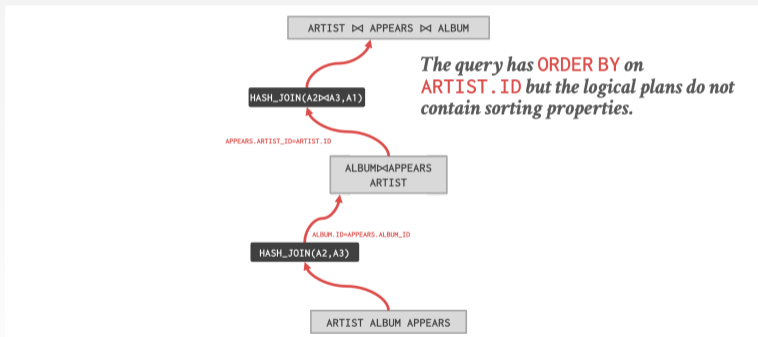 ARTIST ⋈ APPEARS ⋈ ALBUM
The query has ORDER BY on
ARTIST.ID but the logical plans do not
contain sorting properties.
HASH_JOIN(A2⋈A3,A1)
APPEARS.ARTIST_ID=ARTIST.ID
ALBUM⋈APPEARS
ARTIST
ALBUM.ID=APPEARS.ALBUM_ID
HASH_JOIN(A2,A3)
ARTIST ALBUM APPEARS